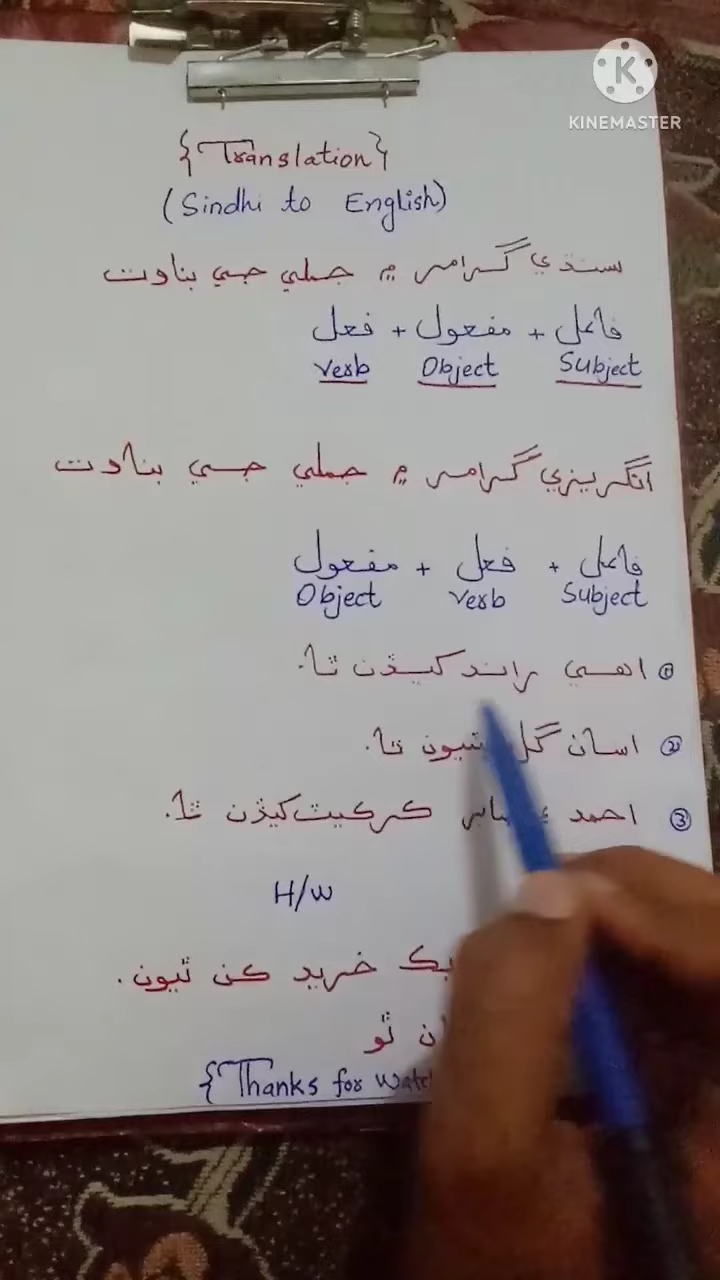 KINEMASTER
{Translation}
(Sindhi to English)
سنڌي گرامر ۾ جملي جي بناوت
فاعل + مفعول + فعل
Subject Object Verb
انگريزي گرامر ۾ جملي جي بناوت
فاعل + فعل + مفعول
Subject Verb Object
① اهي راند کيڏن ٿا.
② اسان گل ٿا.
③ احمد ۽ ڪرڪيٽ کيڏن ٿا.
H/W
خريد ڪن ٿيون.
ٿو
{Thanks for